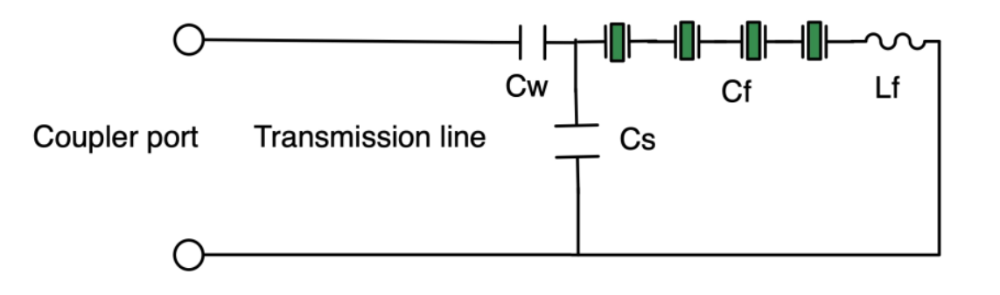 Cw
Cf
Lf
Coupler port
Transmission line
Cs